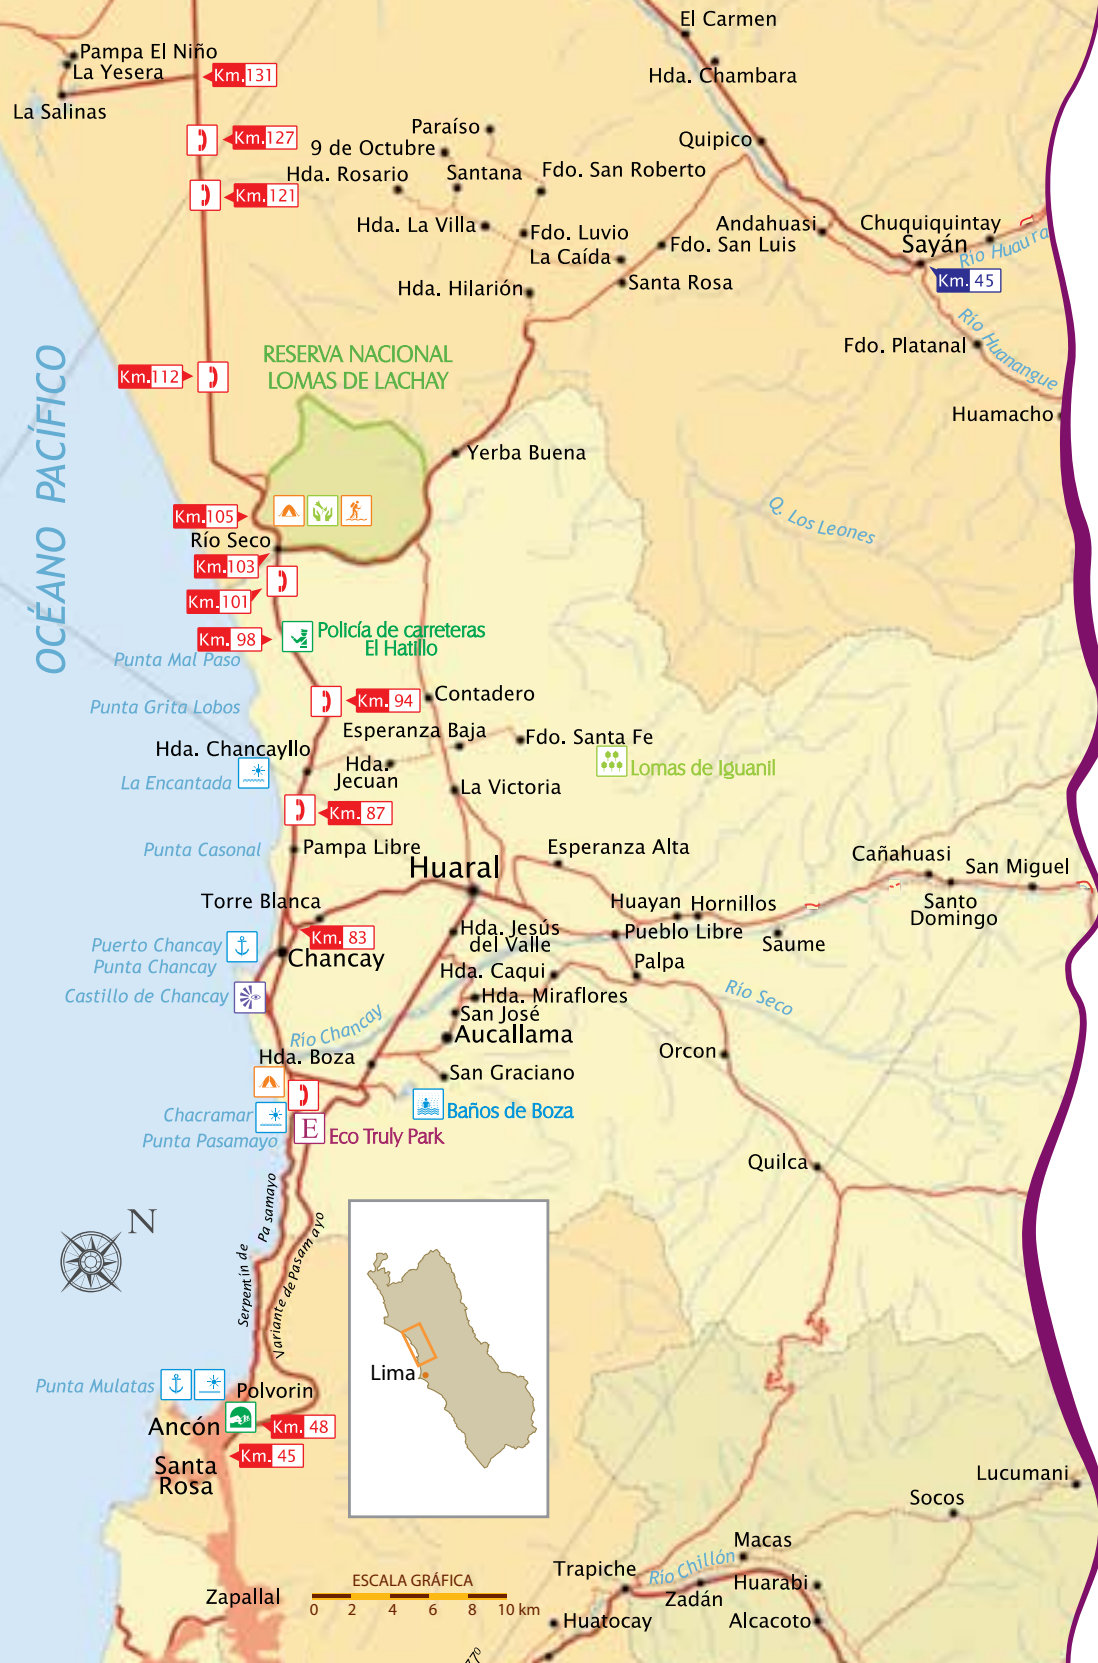 El Carmen
Pampa El Niño
La Yesera
Km. 131
Hda. Chambara
La Salinas
Km. 127
Paraíso
9 de Octubre
Quipico
Hda. Rosario
Santana
Fdo. San Roberto
Km. 121
Hda. La Villa
Fdo. Luvio
Andahuasi
Chuquiquintay
Sayán
Río Huaura
La Caída
Fdo. San Luis
Km. 45
Hda. Hilarión
Santa Rosa
Río Huanangue
Fdo. Platanal
OCÉANO PACÍFICO
RESERVA NACIONAL
LOMAS DE LACHAY
Km. 112
Huamacho
Yerba Buena
Q. Los Leones
Km. 105
Río Seco
Km. 103
Km. 101
Km. 98
Policía de carreteras
El Hatillo
Punta Mal Paso
Km. 94
Contadero
Punta Grita Lobos
Esperanza Baja
Fdo. Santa Fe
Hda. Chancayllo
Hda.
Jecuan
Lomas de Iguanil
La Encantada
La Victoria
Km. 87
Punta Casonal
Pampa Libre
Huaral
Esperanza Alta
Cañahuasi
San Miguel
Torre Blanca
Huayan
Hornillos
Santo
Domingo
Km. 83
Hda. Jesús
del Valle
Pueblo Libre
Saume
Puerto Chancay
Punta Chancay
Chancay
Hda. Caqui
Palpa
Castillo de Chancay
Hda. Miraflores
Río Seco
San José
Río Chancay
Aucallama
Orcon
Hda. Boza
San Graciano
Chacramar
Baños de Boza
Punta Pasamayo
E
Eco Truly Park
Quilca
N
Serpentin de Pasamayo
Variante de Pasamayo
Lima
Punta Mulatas
Polvorin
Ancón
Km. 48
Km. 45
Santa
Rosa
Lucumani
Socos
Macas
Trapiche
Río Chillón
Huarabi
Zadán
Alcacoto
Huatocay
Zapallal
ESCALA GRÁFICA
0 2 4 6 8 10 km
77⁰